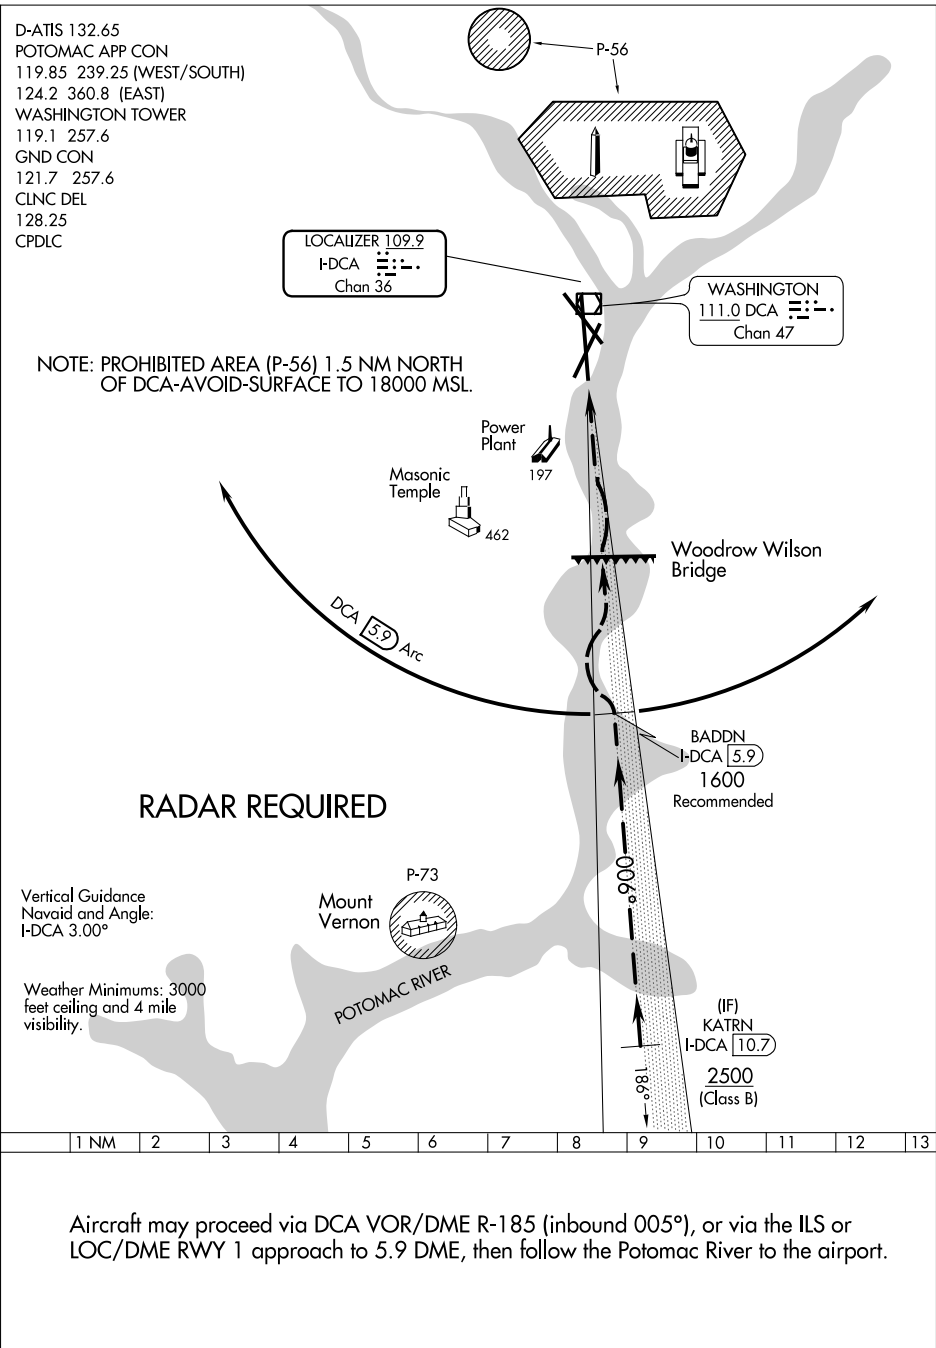 D-ATIS 132.65
POTOMAC APP CON
119.85 239.25 (WEST/SOUTH)
124.2 360.8 (EAST)
WASHINGTON TOWER
119.1 257.6
GND CON
121.7 257.6
CLNC DEL
128.25
CPDLC
P-56
LOCALIZER 109.9
I-DCA
Chan 36
WASHINGTON
111.0 DCA
Chan 47
NOTE: PROHIBITED AREA (P-56) 1.5 NM NORTH
OF DCA-AVOID-SURFACE TO 18000 MSL.
Power
Plant
197
Masonic
Temple
462
Woodrow Wilson
Bridge
DCA 5.9 Arc
BADDN
I-DCA 5.9
1600
Recommended
RADAR REQUIRED
006°
P-73
Mount
Vernon
Vertical Guidance
Navaid and Angle:
I-DCA 3.00°
POTOMAC RIVER
Weather Minimums: 3000
feet ceiling and 4 mile
visibility.
(IF)
KATRN
I-DCA 10.7
2500
(Class B)
186°
1 NM 2 3 4 5 6 7 8 9 10 11 12 13
Aircraft may proceed via DCA VOR/DME R-185 (inbound 005°), or via the ILS or
LOC/DME RWY 1 approach to 5.9 DME, then follow the Potomac River to the airport.